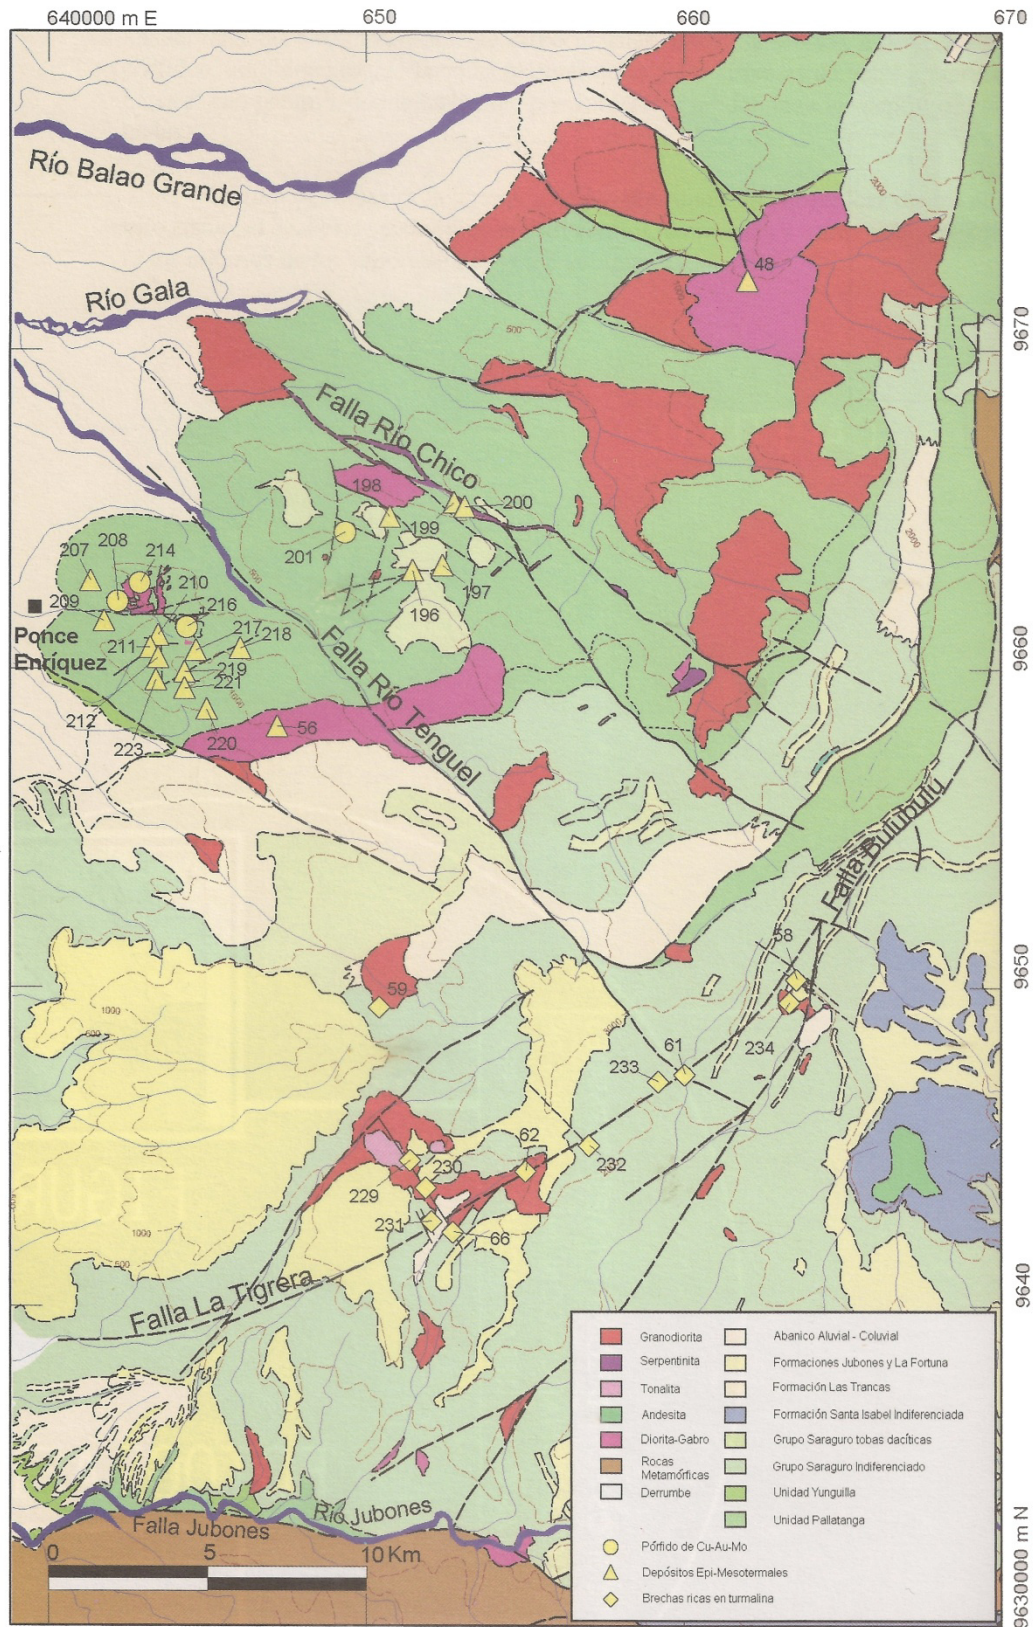 640000 m E
650
660
670
Río Balao Grande
Río Gala
48
9670
Falla Río Chico
198
200
199
201
207
208
214
210
209
216
197
196
Ponce
Enríquez
211
217
218
219
221
9660
212
223
220
56
Falla Río Tenguel
500
1000
2000
Falla Bulubulu
58
59
9650
234
61
233
62
232
230
229
231
66
Falla La Tigrera
9640
Río Jubones
Falla Jubones
0 5 10 Km
Granodiorita
Serpentinita
Tonalita
Andesita
Diorita-Gabro
Rocas
Metamórficas
Derrumbe
Abanico Aluvial - Coluvial
Formaciones Jubones y La Fortuna
Formación Las Trancas
Formación Santa Isabel Indiferenciada
Grupo Saraguro tobas dacíticas
Grupo Saraguro Indiferenciado
Unidad Yunguilla
Unidad Pallatanga
Pórfido de Cu-Au-Mo
Depósitos Epi-Mesotermales
Brechas ricas en turmalina
9630000 m N